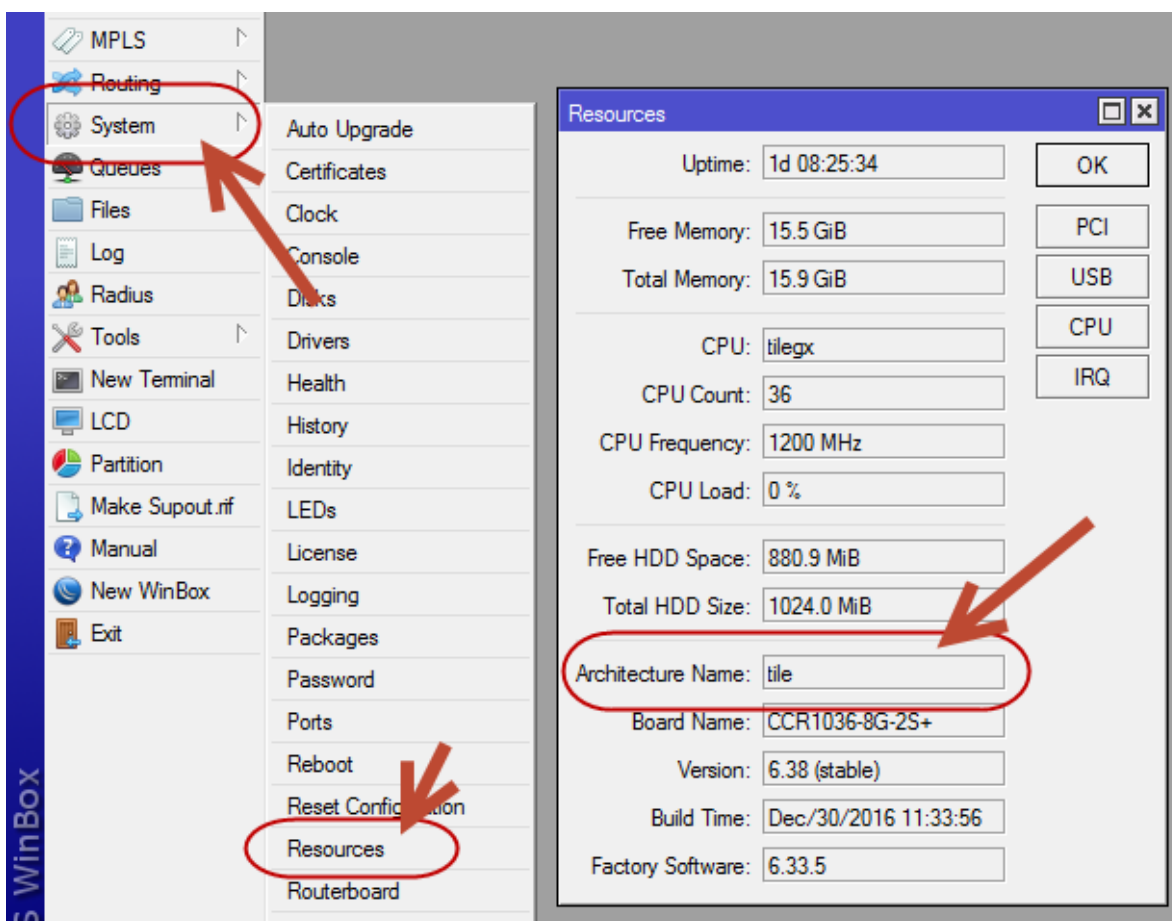 MPLS
Routing
System
Queues
Files
Log
Radius
Tools
New Terminal
LCD
Partition
Make Supout.rif
Manual
New WinBox
Exit
WinBox
Auto Upgrade
Certificates
Clock
Console
Disks
Drivers
Health
History
Identity
LEDs
License
Logging
Packages
Password
Ports
Reboot
Reset Configuration
Resources
Routerboard
Resources
Uptime: 1d 08:25:34
OK
Free Memory: 15.5 GiB
PCI
Total Memory: 15.9 GiB
USB
CPU: tilegx
CPU
CPU Count: 36
IRQ
CPU Frequency: 1200 MHz
CPU Load: 0 %
Free HDD Space: 880.9 MiB
Total HDD Size: 1024.0 MiB
Architecture Name: tile
Board Name: CCR1036-8G-2S+
Version: 6.38 (stable)
Build Time: Dec/30/2016 11:33:56
Factory Software: 6.33.5